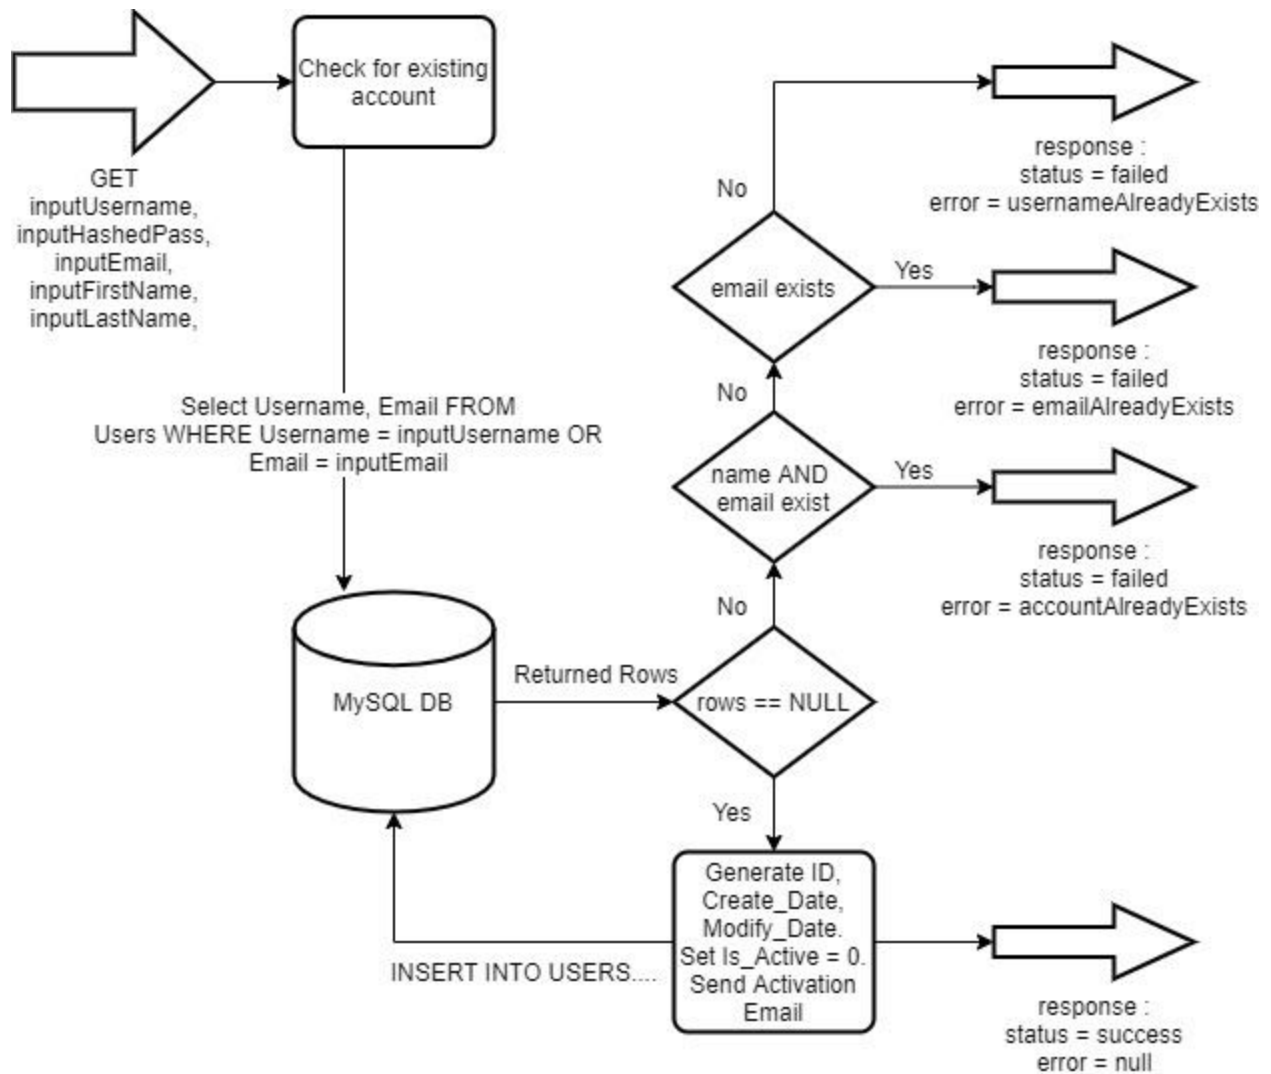 Check for existing
account
GET
inputUsername,
inputHashedPass,
inputEmail,
inputFirstName,
inputLastName,
Select Username, Email FROM
Users WHERE Username = inputUsername OR
Email = inputEmail
MySQL DB
Returned Rows
rows == NULL
No
name AND
email exist
Yes
response :
status = failed
error = accountAlreadyExists
No
email exists
Yes
response :
status = failed
error = emailAlreadyExists
No
response :
status = failed
error = usernameAlreadyExists
Yes
Generate ID,
Create_Date,
Modify_Date.
Set Is_Active = 0.
Send Activation
Email
INSERT INTO USERS....
response :
status = success
error = null